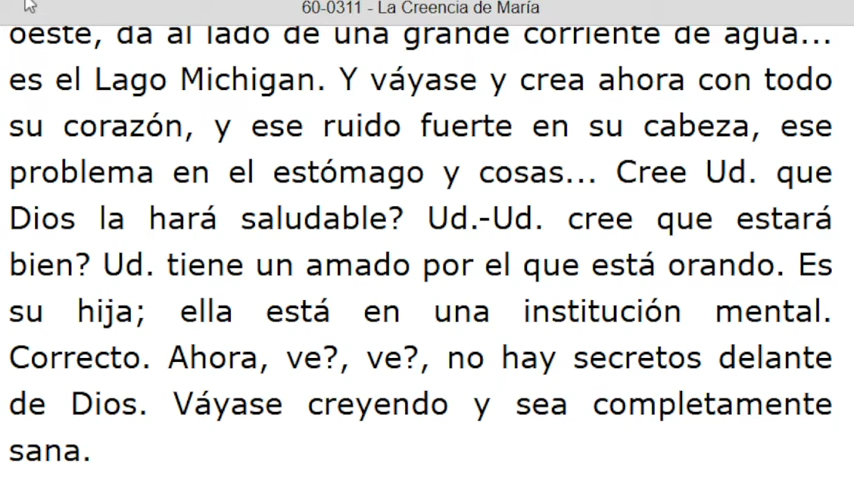 60-0311 - La Creencia de María
oeste, da al lado de una grande corriente de agua...
es el Lago Michigan. Y váyase y crea ahora con todo
su corazón, y ese ruido fuerte en su cabeza, ese
problema en el estómago y cosas... Cree Ud. que
Dios la hará saludable? Ud.-Ud. cree que estará
bien? Ud. tiene un amado por el que está orando. Es
su hija; ella está en una institución mental.
Correcto. Ahora, ve?, ve?, no hay secretos delante
de Dios. Váyase creyendo y sea completamente
sana.